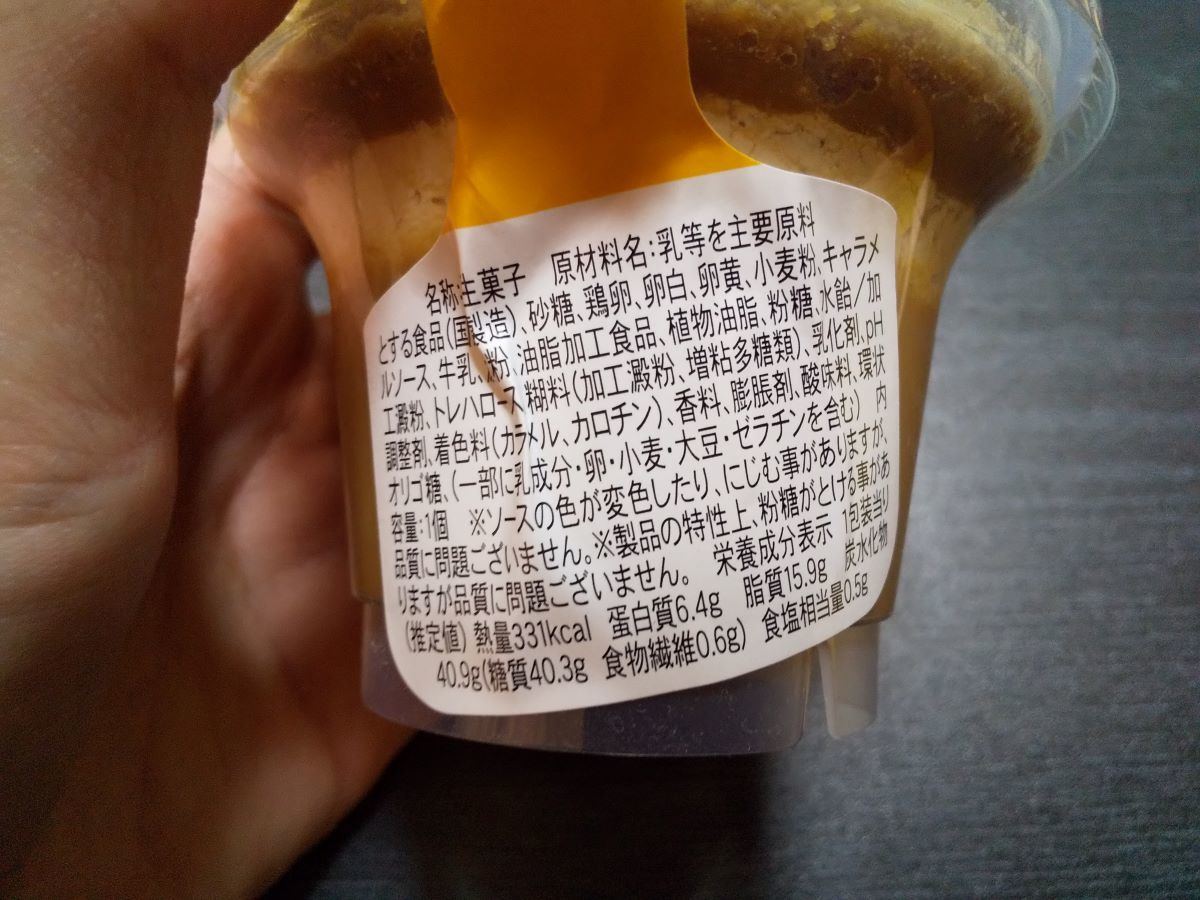 名称:生菓子 原材料名:乳等を主要原料
とする食品(国製造)、砂糖、鶏卵、卵白、卵黄、小麦粉、キャラメ
ルソース、牛乳、粉、油脂加工食品、植物油脂、粉糖、水飴/加
工澱粉、トレハロース、糊料(加工澱粉、増粘多糖類)、乳化剤、pH
調整剤、着色料(カラメル、カロチン)、香料、膨脹剤、酸味料、環状
オリゴ糖、(一部に乳成分・卵・小麦・大豆・ゼラチンを含む) 内
容量:1個 ※ソースの色が変色したり、にじむ事がありますが、
品質に問題ございません。※製品の特性上、粉糖がとける事があ
りますが品質に問題ございません。 栄養成分表示 1包装当り
(推定値) 熱量331kcal 蛋白質6.4g 脂質15.9g 炭水化物
40.9g(糖質40.3g 食物繊維0.6g) 食塩相当量0.5g